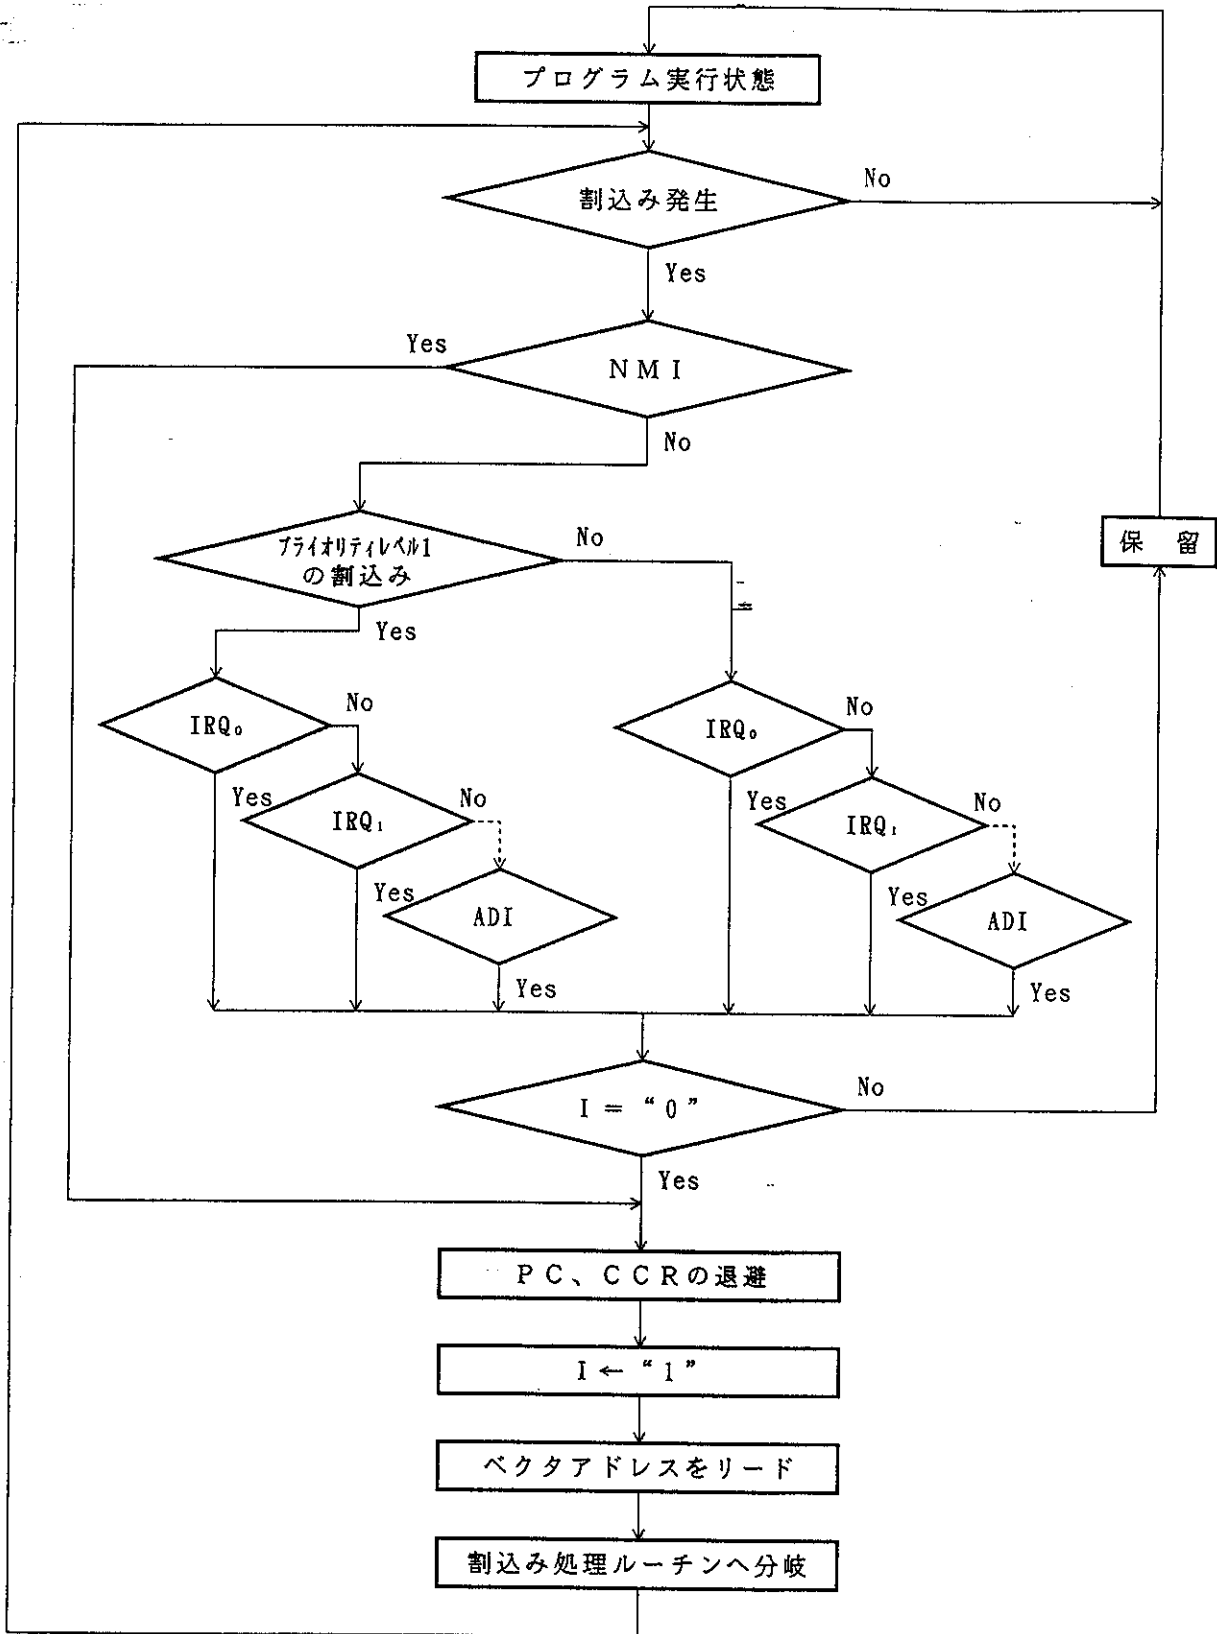 プログラム実行状態
割込み発生
No
Yes
Yes
NMI
No
プライオリティレベル1
の割込み
No
保 留
Yes
IRQ₀
No
IRQ₀
No
Yes
IRQ₁
No
Yes
IRQ₁
No
Yes
ADI
Yes
ADI
Yes
Yes
I = “0”
No
Yes
PC、CCRの退避
I ← “1”
ベクタアドレスをリード
割込み処理ルーチンへ分岐